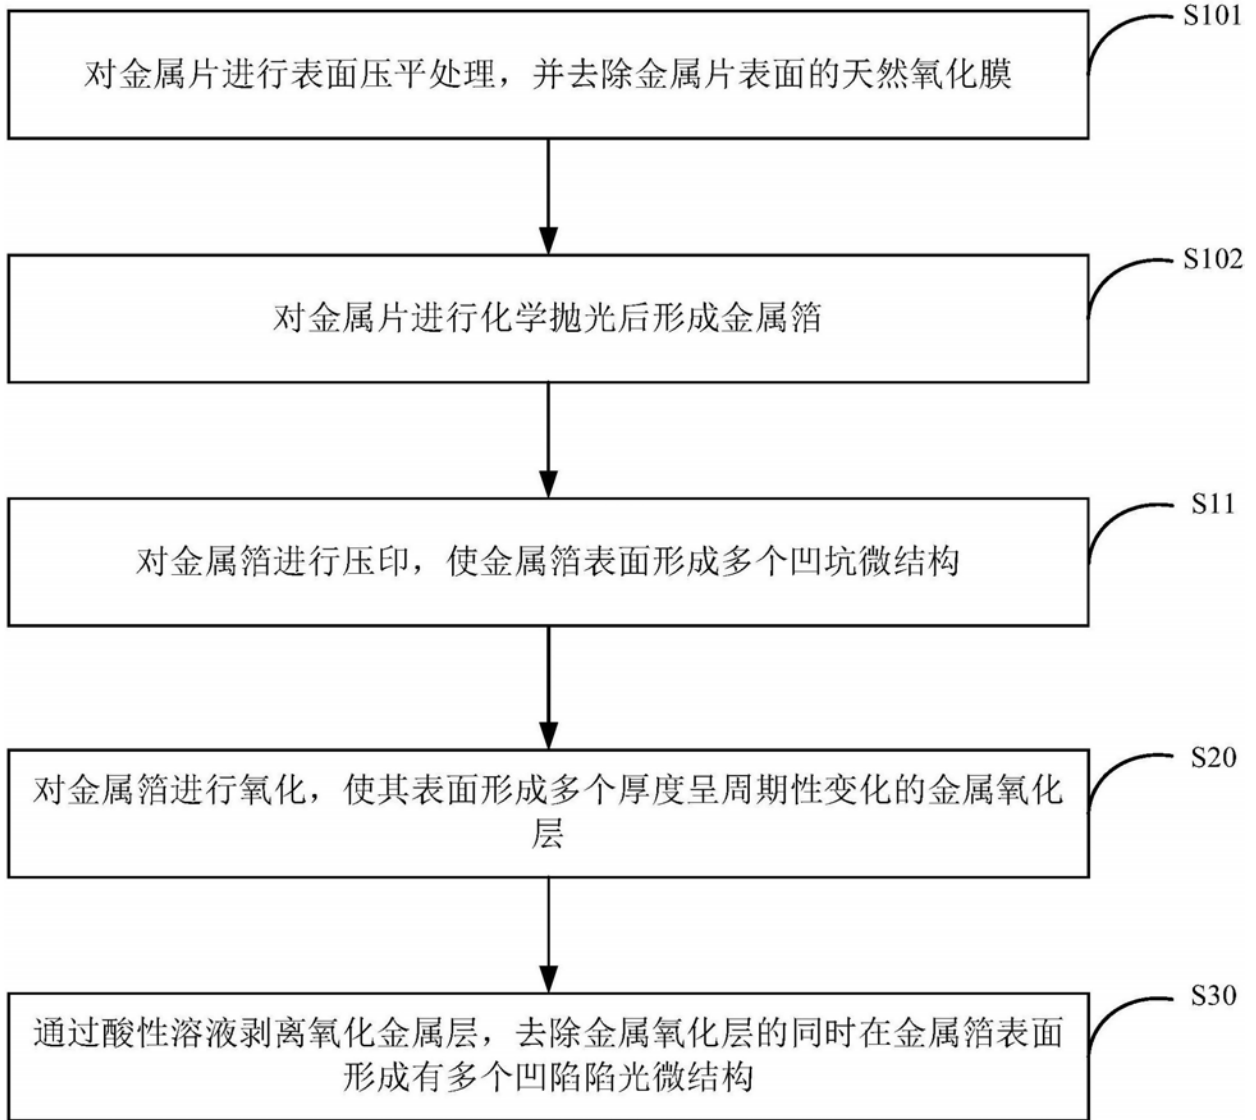 S101
对金属片进行表面压平处理，并去除金属片表面的天然氧化膜
S102
对金属片进行化学抛光后形成金属箔
S11
对金属箔进行压印，使金属箔表面形成多个凹坑微结构
S20
对金属箔进行氧化，使其表面形成多个厚度呈周期性变化的金属氧化
层
S30
通过酸性溶液剥离氧化金属层，去除金属氧化层的同时在金属箔表面
形成有多个凹陷陷光微结构